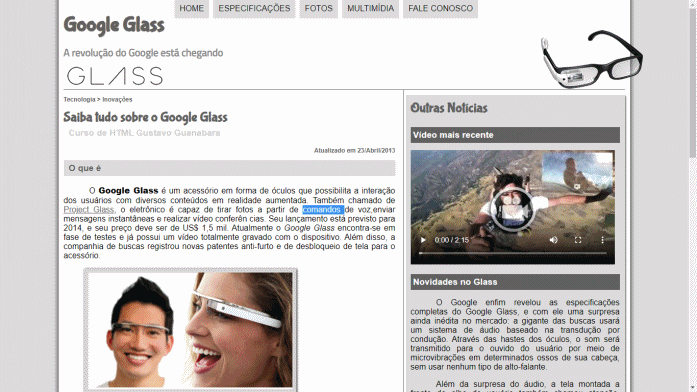 HOME ESPECIFICAÇÕES FOTOS MULTIMÍDIA FALE CONOSCO
Google Glass
A revolução do Google está chegando
GLASS
Tecnologia > Inovações
Saiba tudo sobre o Google Glass
Curso de HTML Gustavo Guanabara
Atualizado em 23/Abril/2013
O que é
O Google Glass é um acessório em forma de óculos que possibilita a interação
dos usuários com diversos conteúdos em realidade aumentada. Também chamado de
Project Glass, o eletrônico é capaz de tirar fotos a partir de comandos de voz,enviar
mensagens instantâneas e realizar vídeo conferên cias. Seu lançamento está previsto para
2014, e seu preço deve ser de US$ 1,5 mil. Atualmente o Google Glass encontra-se em
fase de testes e já possui um vídeo totalmente gravado com o dispositivo. Além disso, a
companhia de buscas registrou novas patentes anti-furto e de desbloqueio de tela para o
acessório.
Outras Notícias
Vídeo mais recente
0:00 / 2:15
Novidades no Glass
O Google enfim revelou as especificações
completas do Google Glass, e com ele uma surpresa
ainda inédita no mercado: a gigante das buscas usará
um sistema de áudio baseado na transdução por
condução. Através das hastes dos óculos, o som será
transmitido para o ouvido do usuário por meio de
microvibrações em determinados ossos de sua cabeça,
sem usar nenhum tipo de alto-falante.
Além da surpresa do áudio, a tela montada a